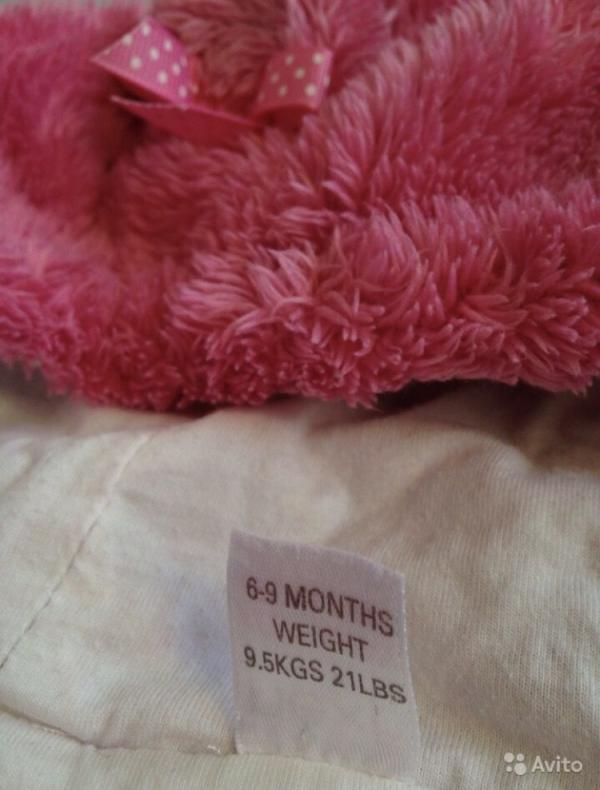 6-9 MONTHS
WEIGHT
9.5KGS 21LBS
Avito